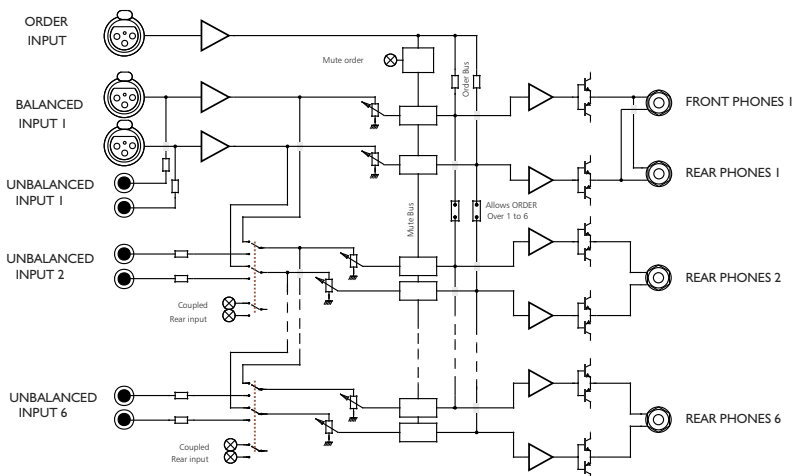 ORDER
INPUT
Mute order
Order Bus
BALANCED
INPUT 1
FRONT PHONES 1
UNBALANCED
INPUT 1
REAR PHONES 1
Mute Bus
Allows ORDER
Over 1 to 6
UNBALANCED
INPUT 2
REAR PHONES 2
Coupled
Rear input
UNBALANCED
INPUT 6
REAR PHONES 6
Coupled
Rear input